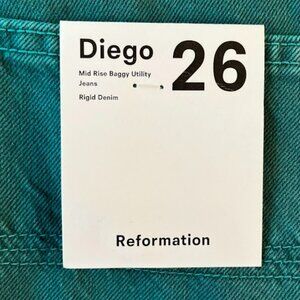 Diego 26
Mid Rise Baggy Utility
Jeans
Rigid Denim
Reformation